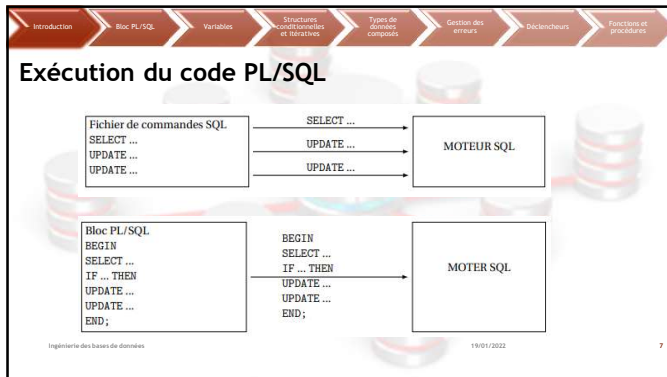 Introduction
Bloc PL/SQL
Variables
Structures
conditionnelles
et itératives
Types de
données
composés
Gestion des
erreurs
Déclencheurs
Fonctions et
procédures
Exécution du code PL/SQL
Fichier de commandes SQL
SELECT ...
UPDATE ...
UPDATE ...
SELECT ...
UPDATE ...
UPDATE ...
MOTEUR SQL
Bloc PL/SQL
BEGIN
SELECT ...
IF ... THEN
UPDATE ...
UPDATE ...
END;
BEGIN
SELECT ...
IF ... THEN
UPDATE ...
UPDATE ...
END;
MOTER SQL
Ingénierie des bases de données
19/01/2022
7